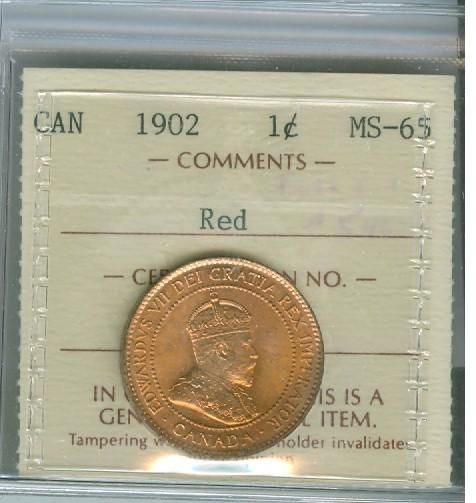 CAN 1902 1¢ MS-65
— COMMENTS —
Red
— CE N NO. —
EDWARDVS VII DEI GRATIA REX IMPERATOR
CANADA
IN IS IS A
GEN L ITEM.
Tampering w holder invalidate